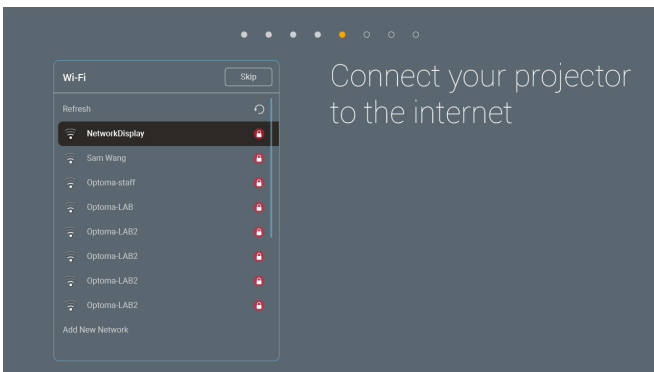 Wi-Fi
Skip
Refresh
NetworkDisplay
Sam Wang
Optoma-staff
Optoma-LAB
Optoma-LAB2
Optoma-LAB2
Optoma-LAB2
Optoma-LAB2
Add New Network
Connect your projector
to the internet